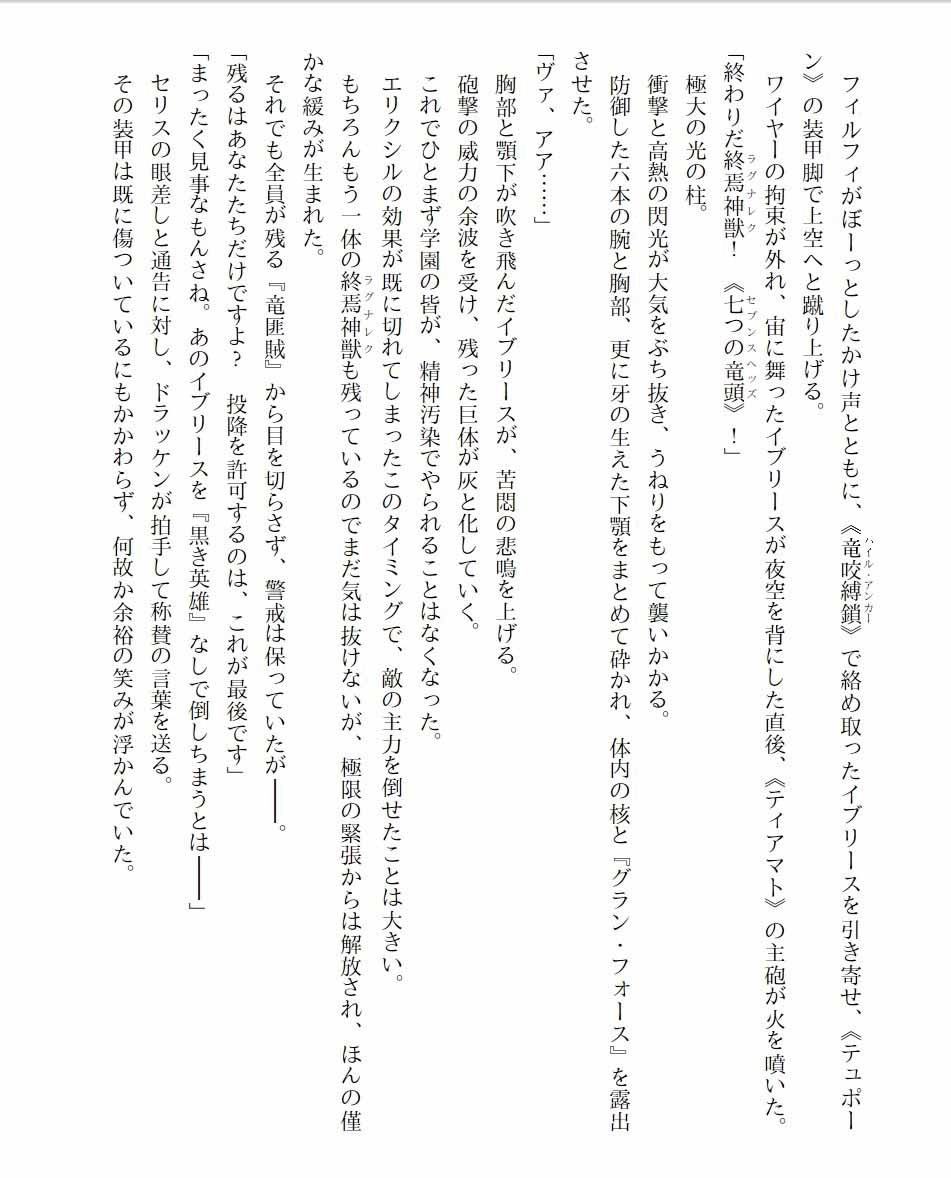 フィルフィがぼーっとしたかけ声とともに、《竜咬縛鎖》で絡め取ったイブリースを引き寄せ、《テュポー
ハイル・アンカー
ン》の装甲脚で上空へと蹴り上げる。
　ワイヤーの拘束が外れ、宙に舞ったイブリースが夜空を背にした直後、《ティアマト》の主砲が火を噴いた。
「終わりだ終焉神獣！　《七つの竜頭》！」
ラグナレク
セブンスヘッズ
　極大の光の柱。
　衝撃と高熱の閃光が大気をぶち抜き、うねりをもって襲いかかる。
　防御した六本の腕と胸部、更に牙の生えた下顎をまとめて砕かれ、体内の核と『グラン・フォース』を露出
させた。
「ヴァ、アア……」
　胸部と顎下が吹き飛んだイブリースが、苦悶の悲鳴を上げる。
　砲撃の威力の余波を受け、残った巨体が灰と化していく。
　これでひとまず学園の皆が、精神汚染でやられることはなくなった。
　エリクシルの効果が既に切れてしまったこのタイミングで、敵の主力を倒せたことは大きい。
　もちろんもう一体の終焉神獣も残っているのでまだ気は抜けないが、極限の緊張からは解放され、ほんの僅
ラグナレク
かな緩みが生まれた。
　それでも全員が残る『竜匪賊』から目を切らさず、警戒は保っていたが――。
「残るはあなたたちだけですよ？　投降を許可するのは、これが最後です」
「まったく見事なもんさね。あのイブリースを『黒き英雄』なしで倒しちまうとは――」
　セリスの眼差しと通告に対し、ドラッケンが拍手して称賛の言葉を送る。
　その装甲は既に傷ついているにもかかわらず、何故か余裕の笑みが浮かんでいた。